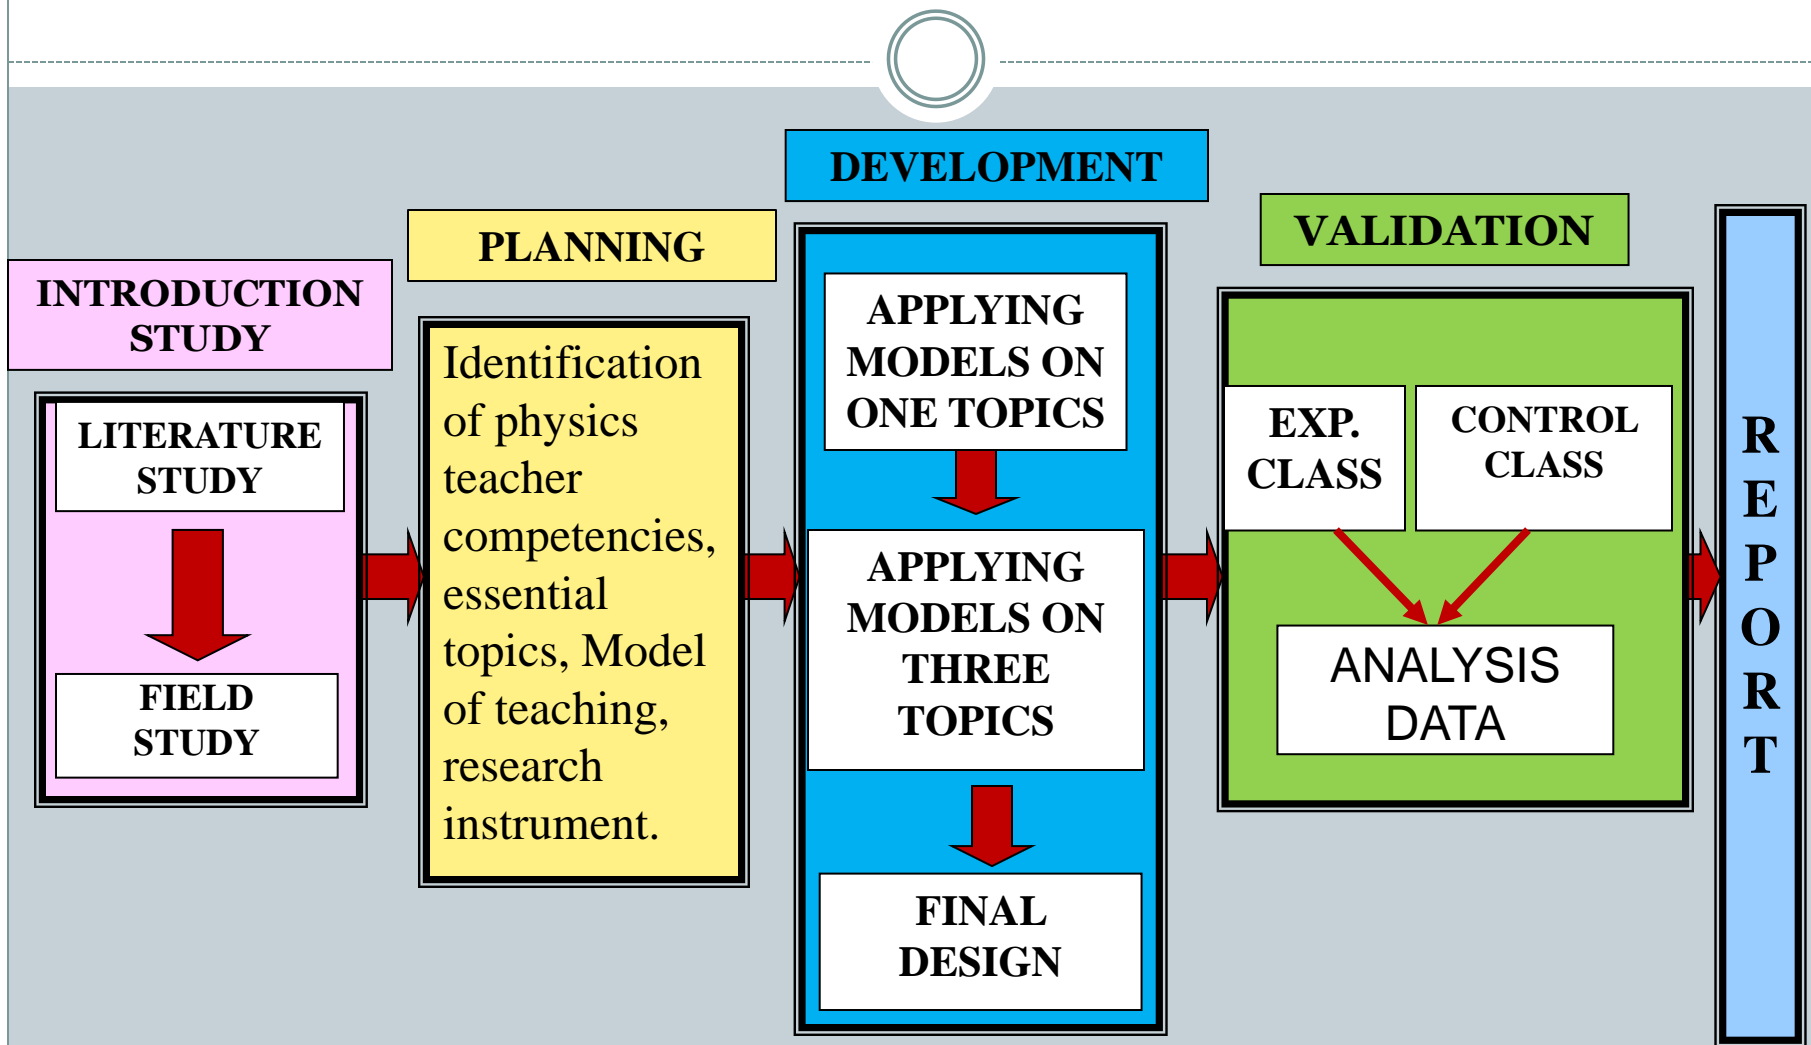 INTRODUCTION
STUDY
LITERATURE
STUDY
FIELD
STUDY
PLANNING
Identification
of physics
teacher
competencies,
essential
topics, Model
of teaching,
research
instrument.
DEVELOPMENT
APPLYING
MODELS ON
ONE TOPICS
APPLYING
MODELS ON
THREE
TOPICS
FINAL
DESIGN
VALIDATION
EXP.
CLASS
CONTROL
CLASS
ANALYSIS
DATA
R
E
P
O
R
T